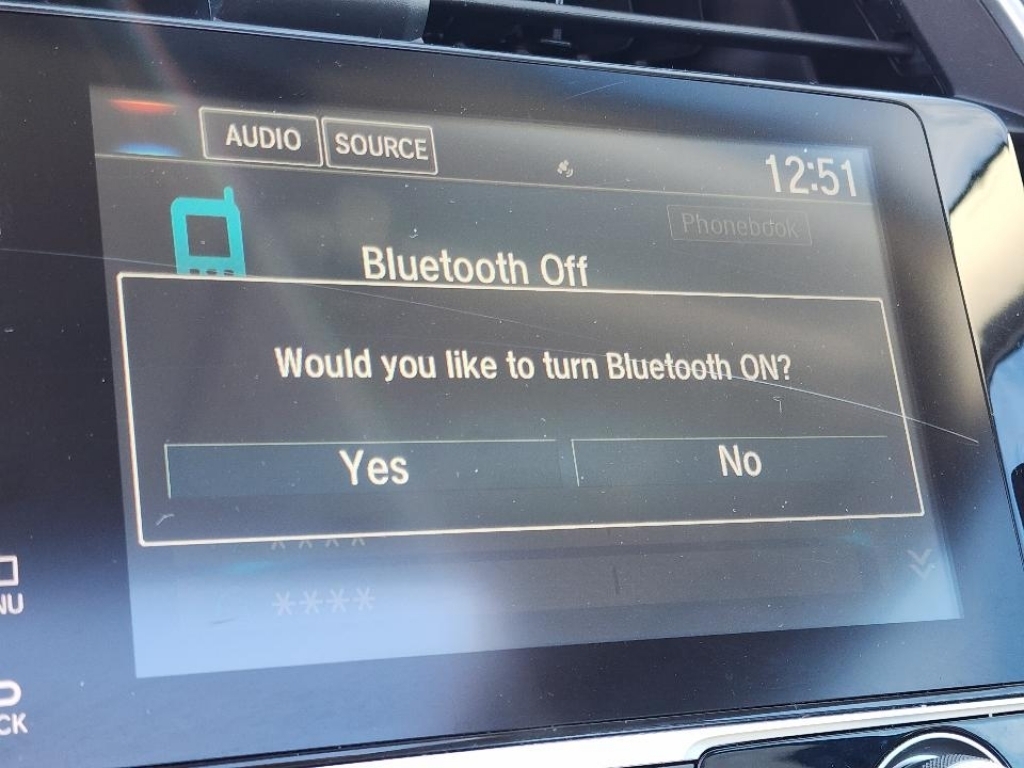 AUDIO SOURCE 12:51
Phonebook
Bluetooth Off
Would you like to turn Bluetooth ON?
Yes No
****
****
NU
CK